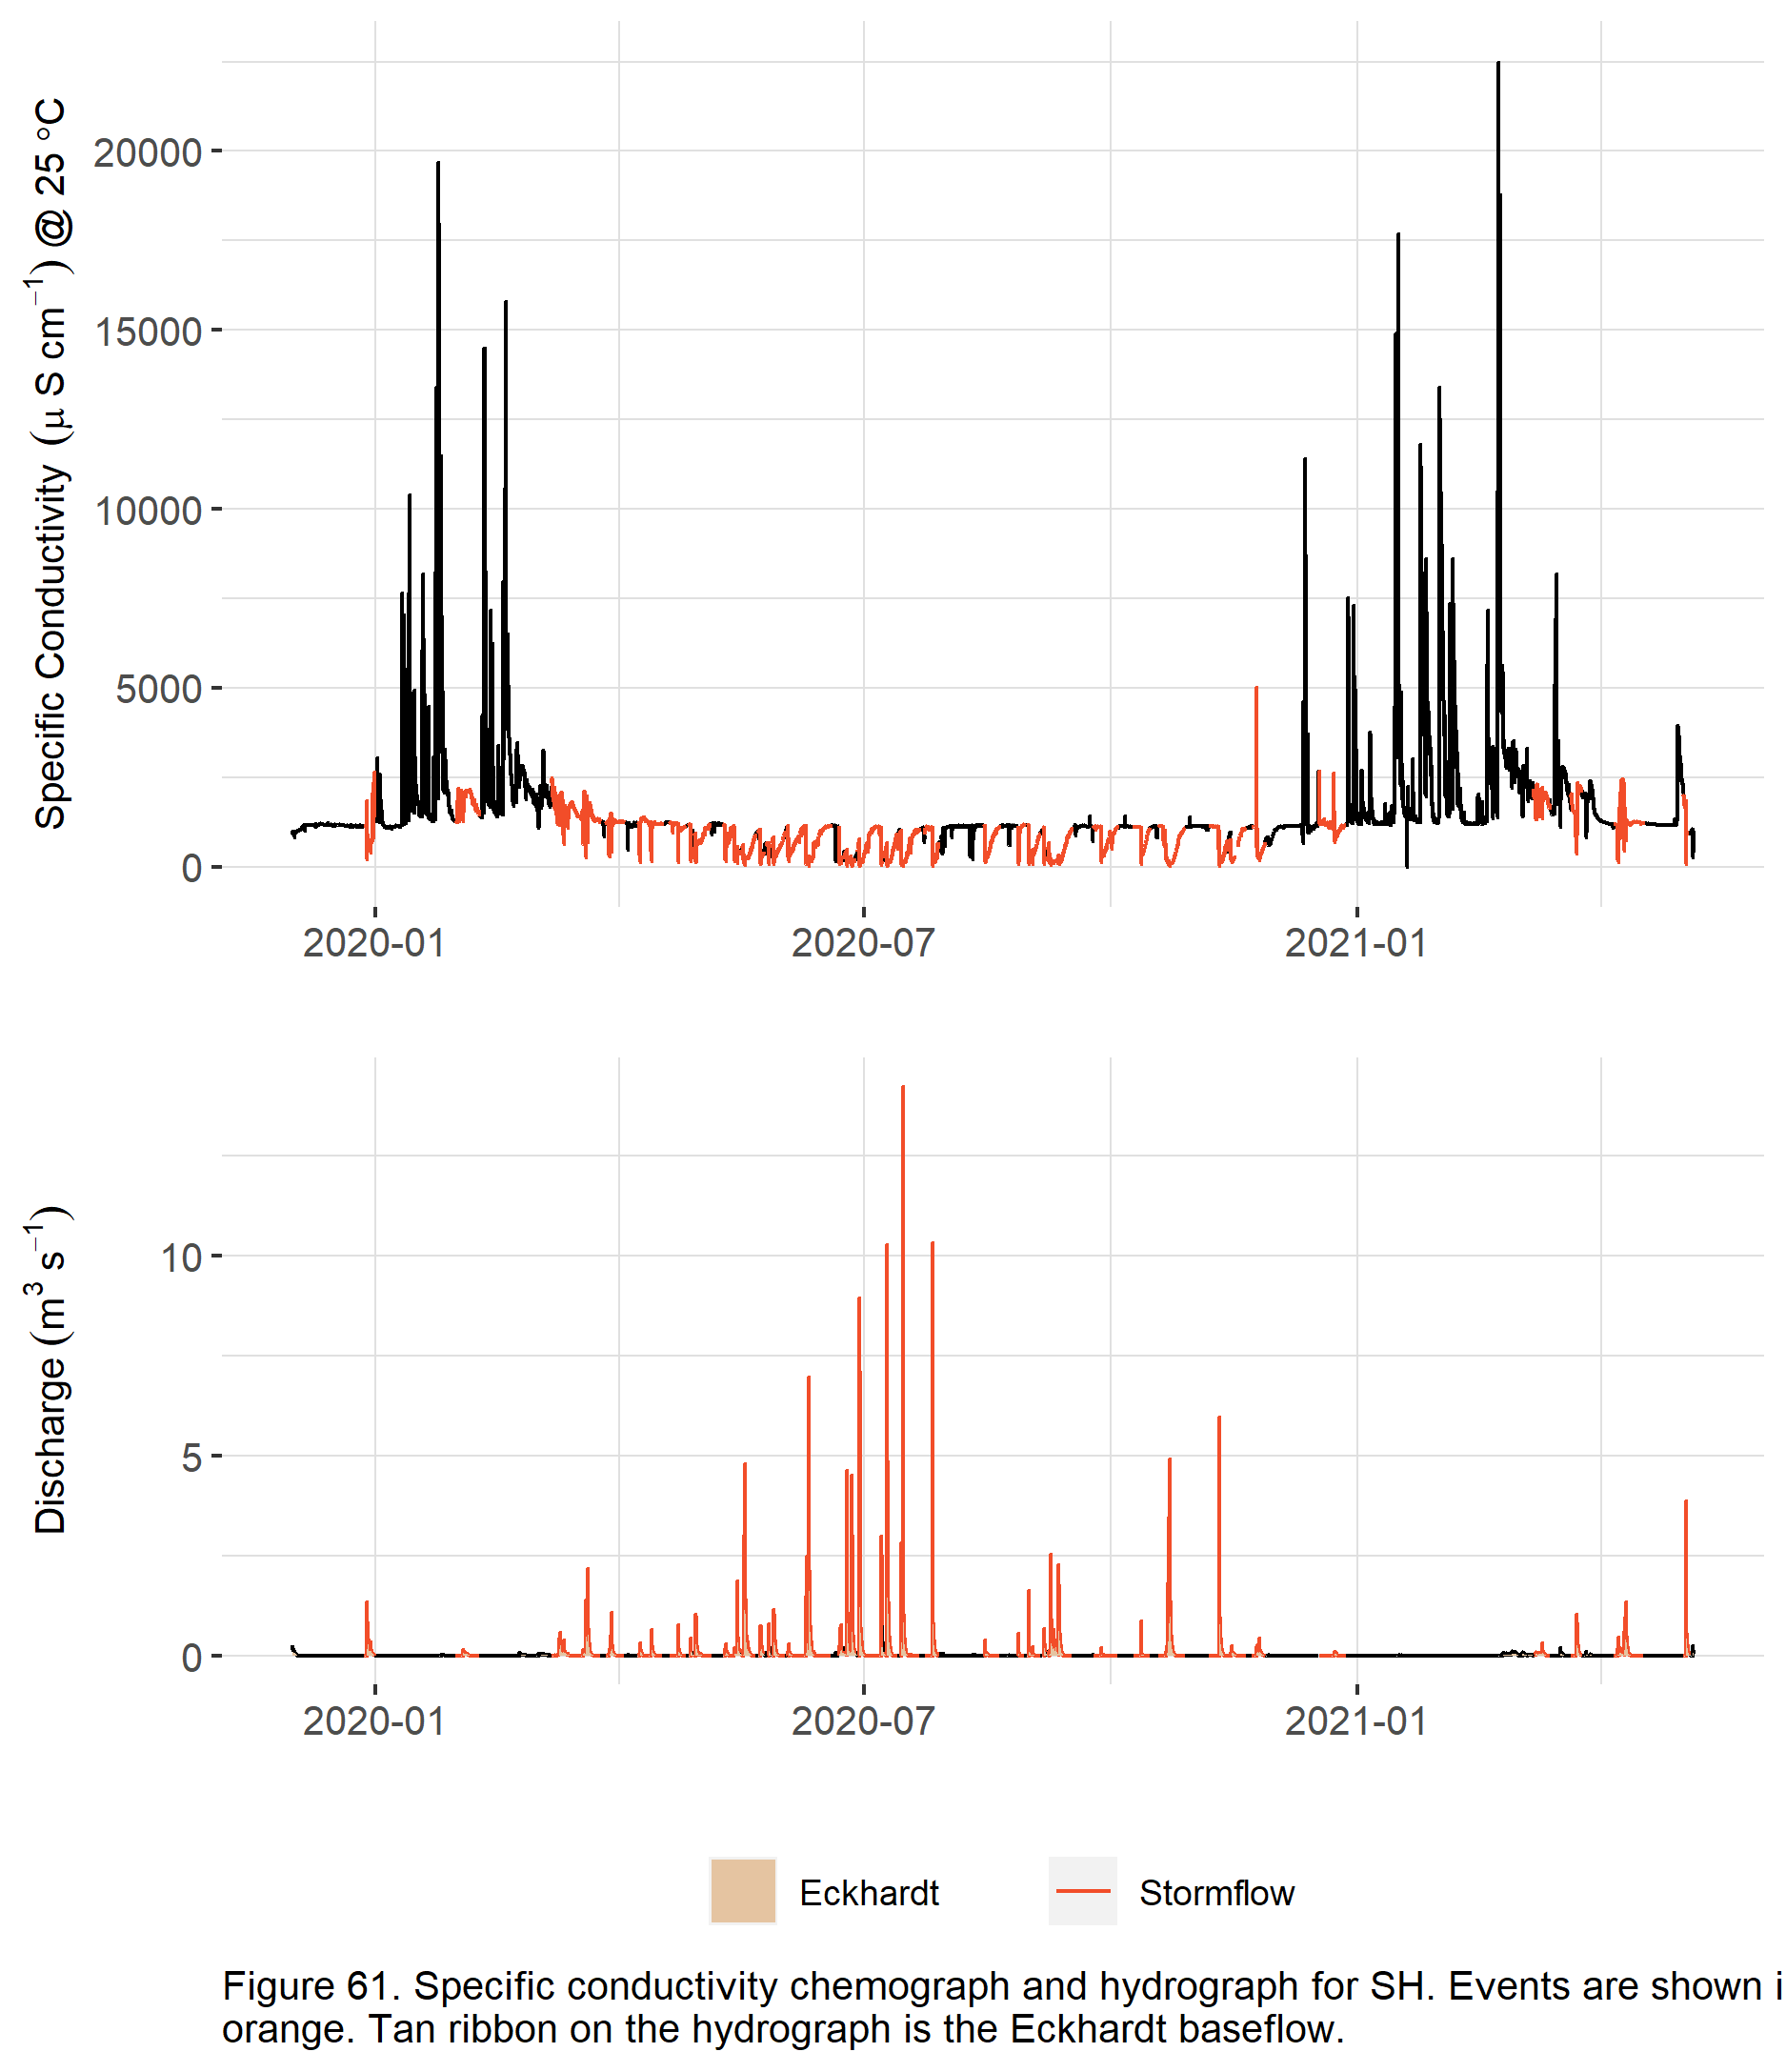 Specific Conductivity (μ S cm⁻¹) @ 25 °C
20000
15000
10000
5000
0
2020-01 2020-07 2021-01
Discharge (m³ s⁻¹)
10
5
0
2020-01 2020-07 2021-01
Eckhardt Stormflow
Figure 61. Specific conductivity chemograph and hydrograph for SH. Events are shown i
orange. Tan ribbon on the hydrograph is the Eckhardt baseflow.